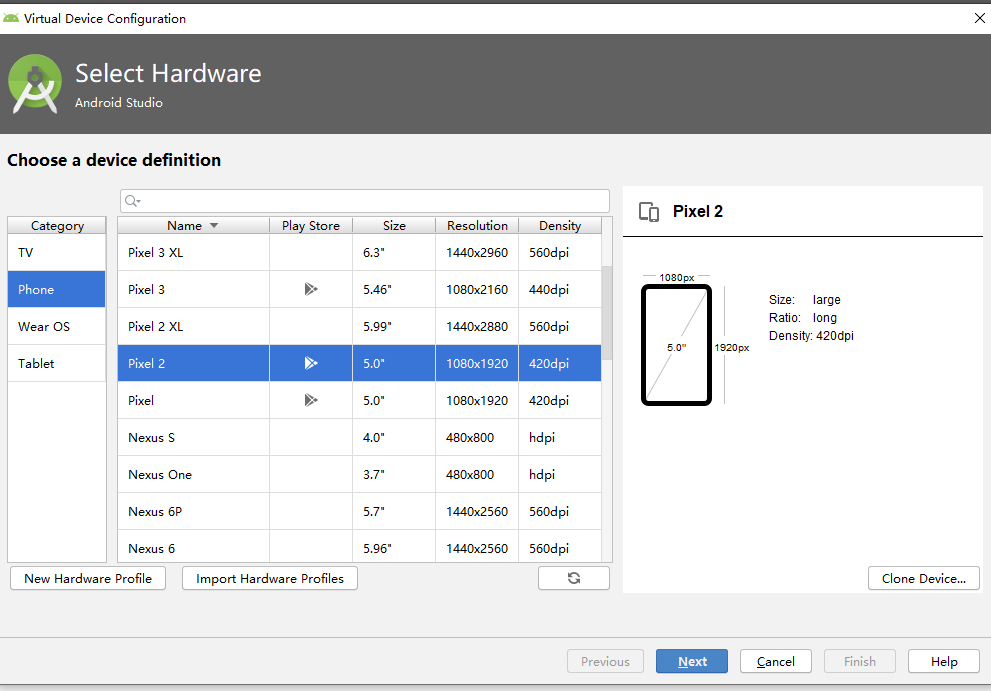 Virtual Device Configuration
Select Hardware
Android Studio
Choose a device definition
Category
TV
Phone
Wear OS
Tablet
Name Play Store Size Resolution Density
Pixel 3 XL 6.3" 1440x2960 560dpi
Pixel 3 5.46" 1080x2160 440dpi
Pixel 2 XL 5.99" 1440x2880 560dpi
Pixel 2 5.0" 1080x1920 420dpi
Pixel 5.0" 1080x1920 420dpi
Nexus S 4.0" 480x800 hdpi
Nexus One 3.7" 480x800 hdpi
Nexus 6P 5.7" 1440x2560 560dpi
Nexus 6 5.96" 1440x2560 560dpi
Pixel 2
1080px
5.0"
1920px
Size: large
Ratio: long
Density: 420dpi
New Hardware Profile Import Hardware Profiles Clone Device...
Previous Next Cancel Finish Help